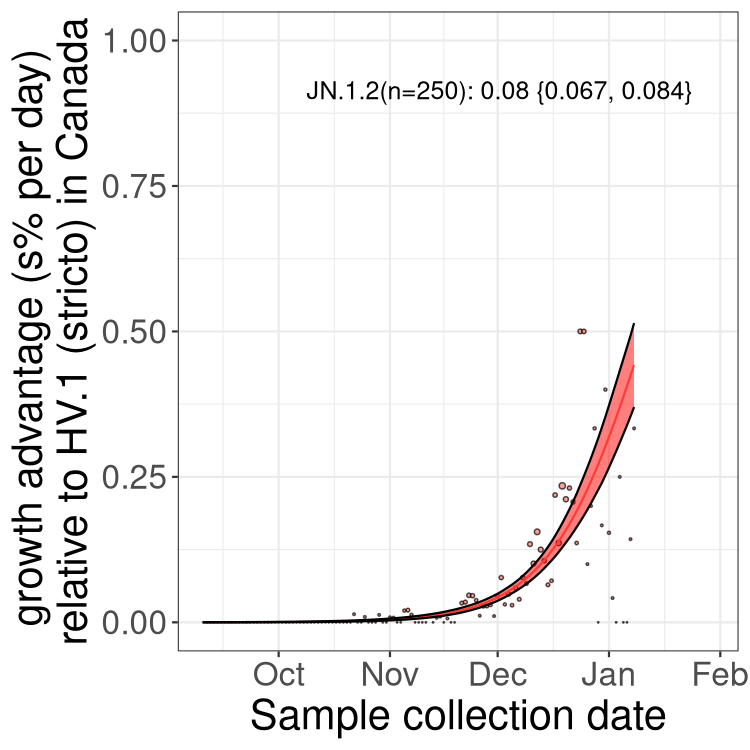 growth advantage (s% per day)
relative to HV.1 (stricto) in Canada
1.00
0.75
0.50
0.25
0.00
JN.1.2(n=250): 0.08 {0.067, 0.084}
Oct Nov Dec Jan Feb
Sample collection date